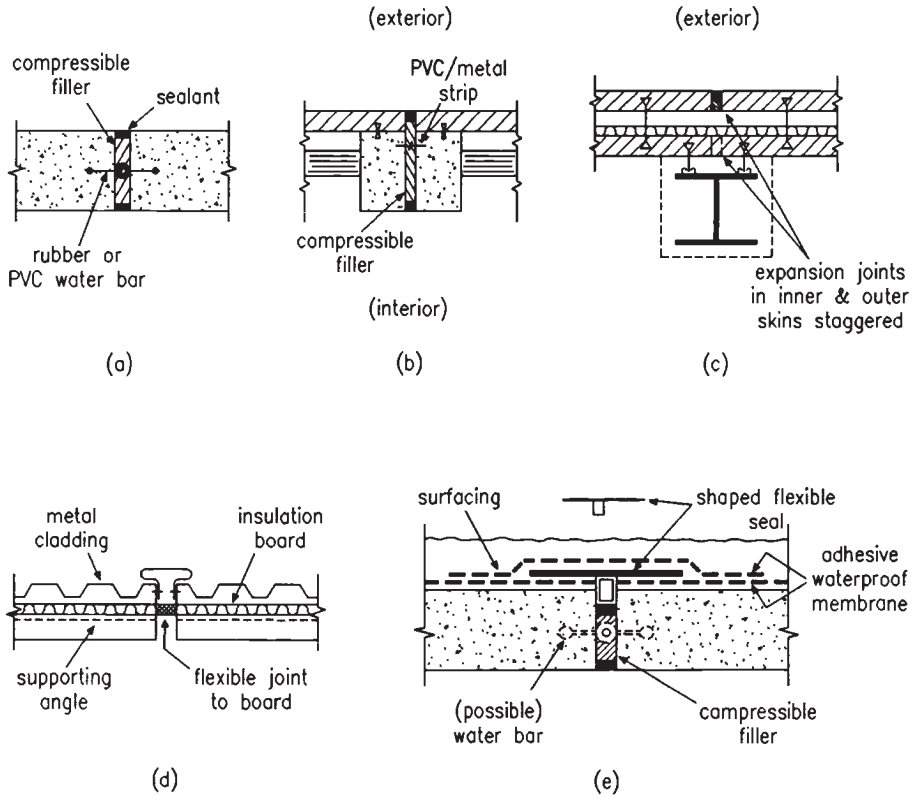 compressible
filler
sealant
rubber or
PVC water bar
(a)
(exterior)
PVC/metal
strip
compressible
filler
(interior)
(b)
(exterior)
expansion joints
in inner & outer
skins staggered
(c)
metal
cladding
insulation
board
supporting
angle
flexible joint
to board
(d)
surfacing
shaped flexible
seal
adhesive
waterproof
membrane
(possible)
water bar
campressible
filler
(e)